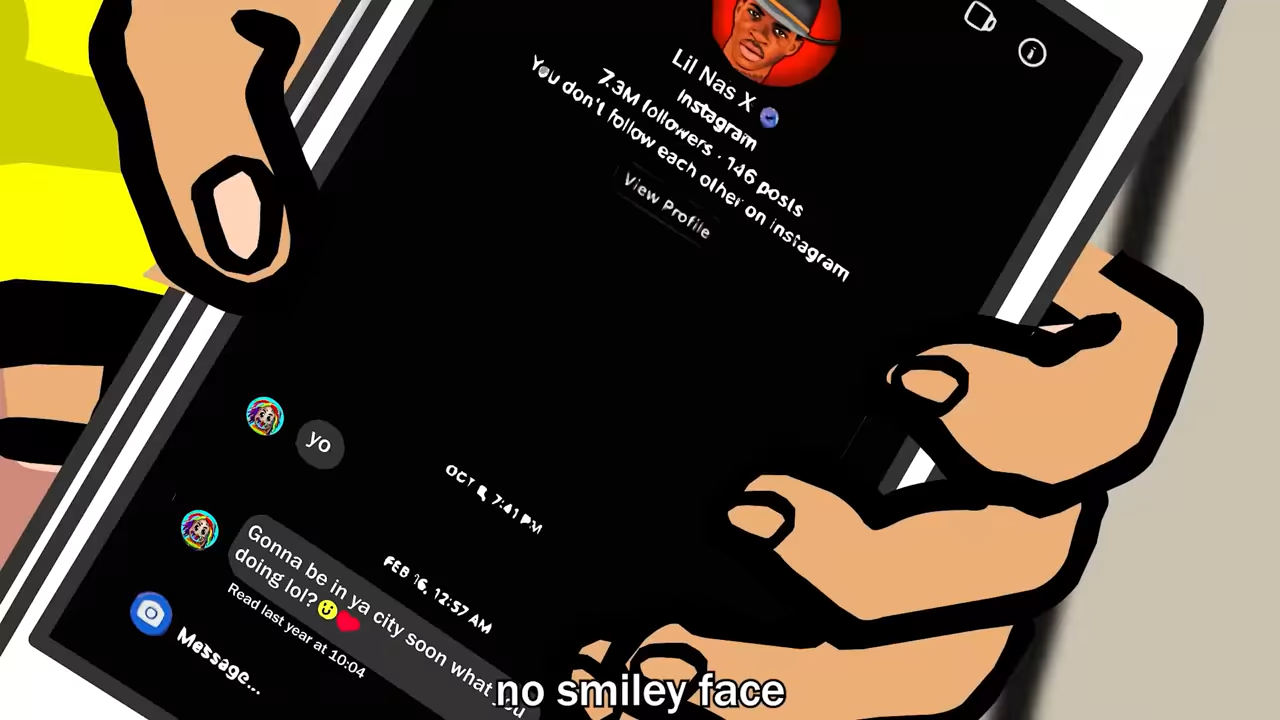 Lil Nas X
Instagram
7.3M followers · 146 posts
You don't follow each other on instagram
View Profile
yo
OCT 8, 7:41 PM
FEB 16, 12:57 AM
Gonna be in ya city soon what you
doing lol?
Read last year at 10:04
Message...
no smiley face